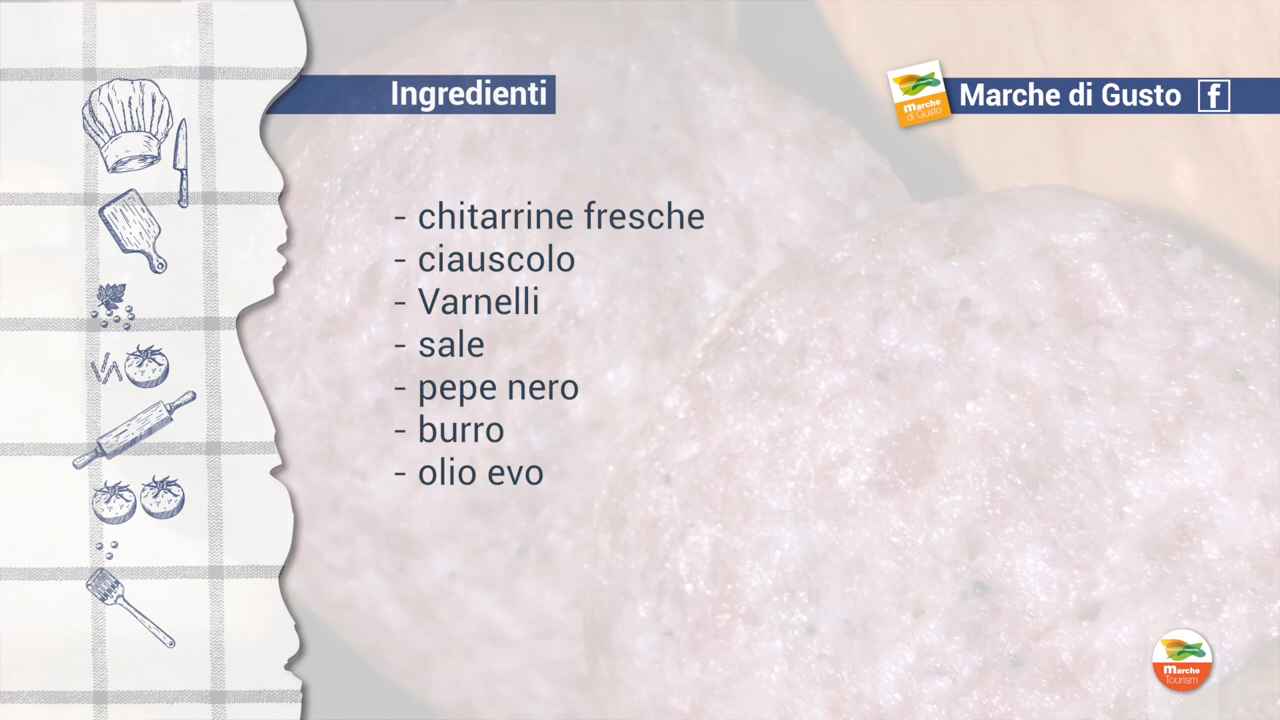 Ingredienti
marche
di Gusto
Marche di Gusto f
- chitarrine fresche
- ciauscolo
- Varnelli
- sale
- pepe nero
- burro
- olio evo
marche
Tourism